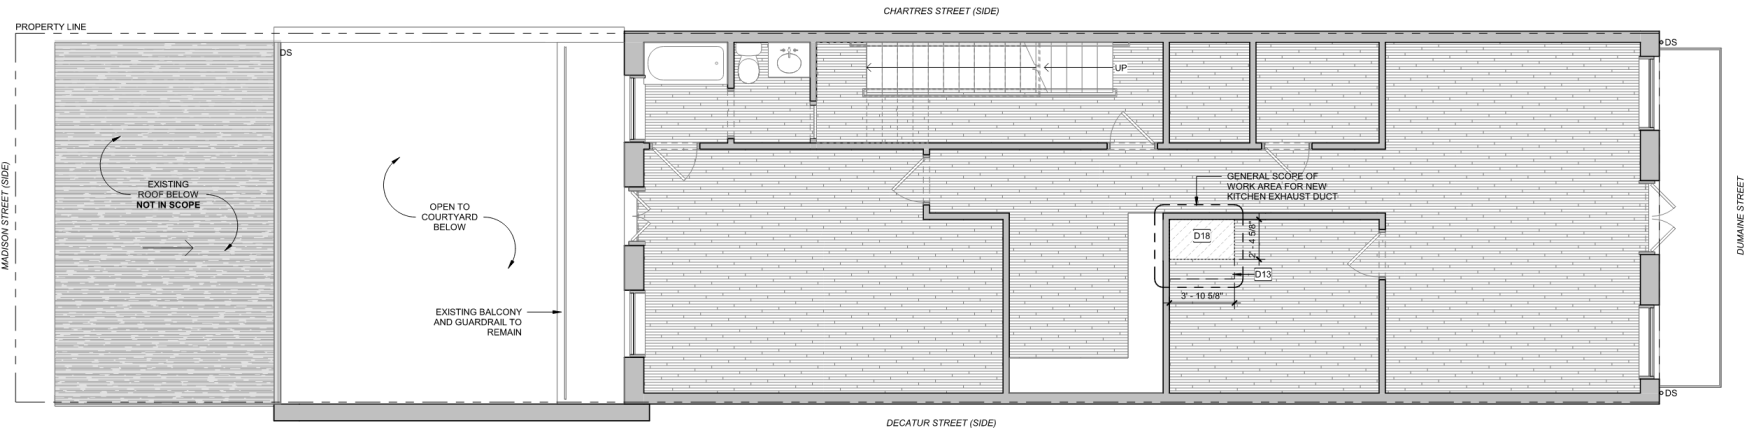 CHARTRES STREET (SIDE)
PROPERTY LINE
DS
DS
UP
MADISON STREET (SIDE)
EXISTING
ROOF BELOW
NOT IN SCOPE
OPEN TO
COURTYARD
BELOW
GENERAL SCOPE OF
WORK AREA FOR NEW
KITCHEN EXHAUST DUCT
DUMAINE STREET
D18
2' - 4 5/8"
D13
3' - 10 5/8"
EXISTING BALCONY
AND GUARDRAIL TO
REMAIN
DS
DECATUR STREET (SIDE)